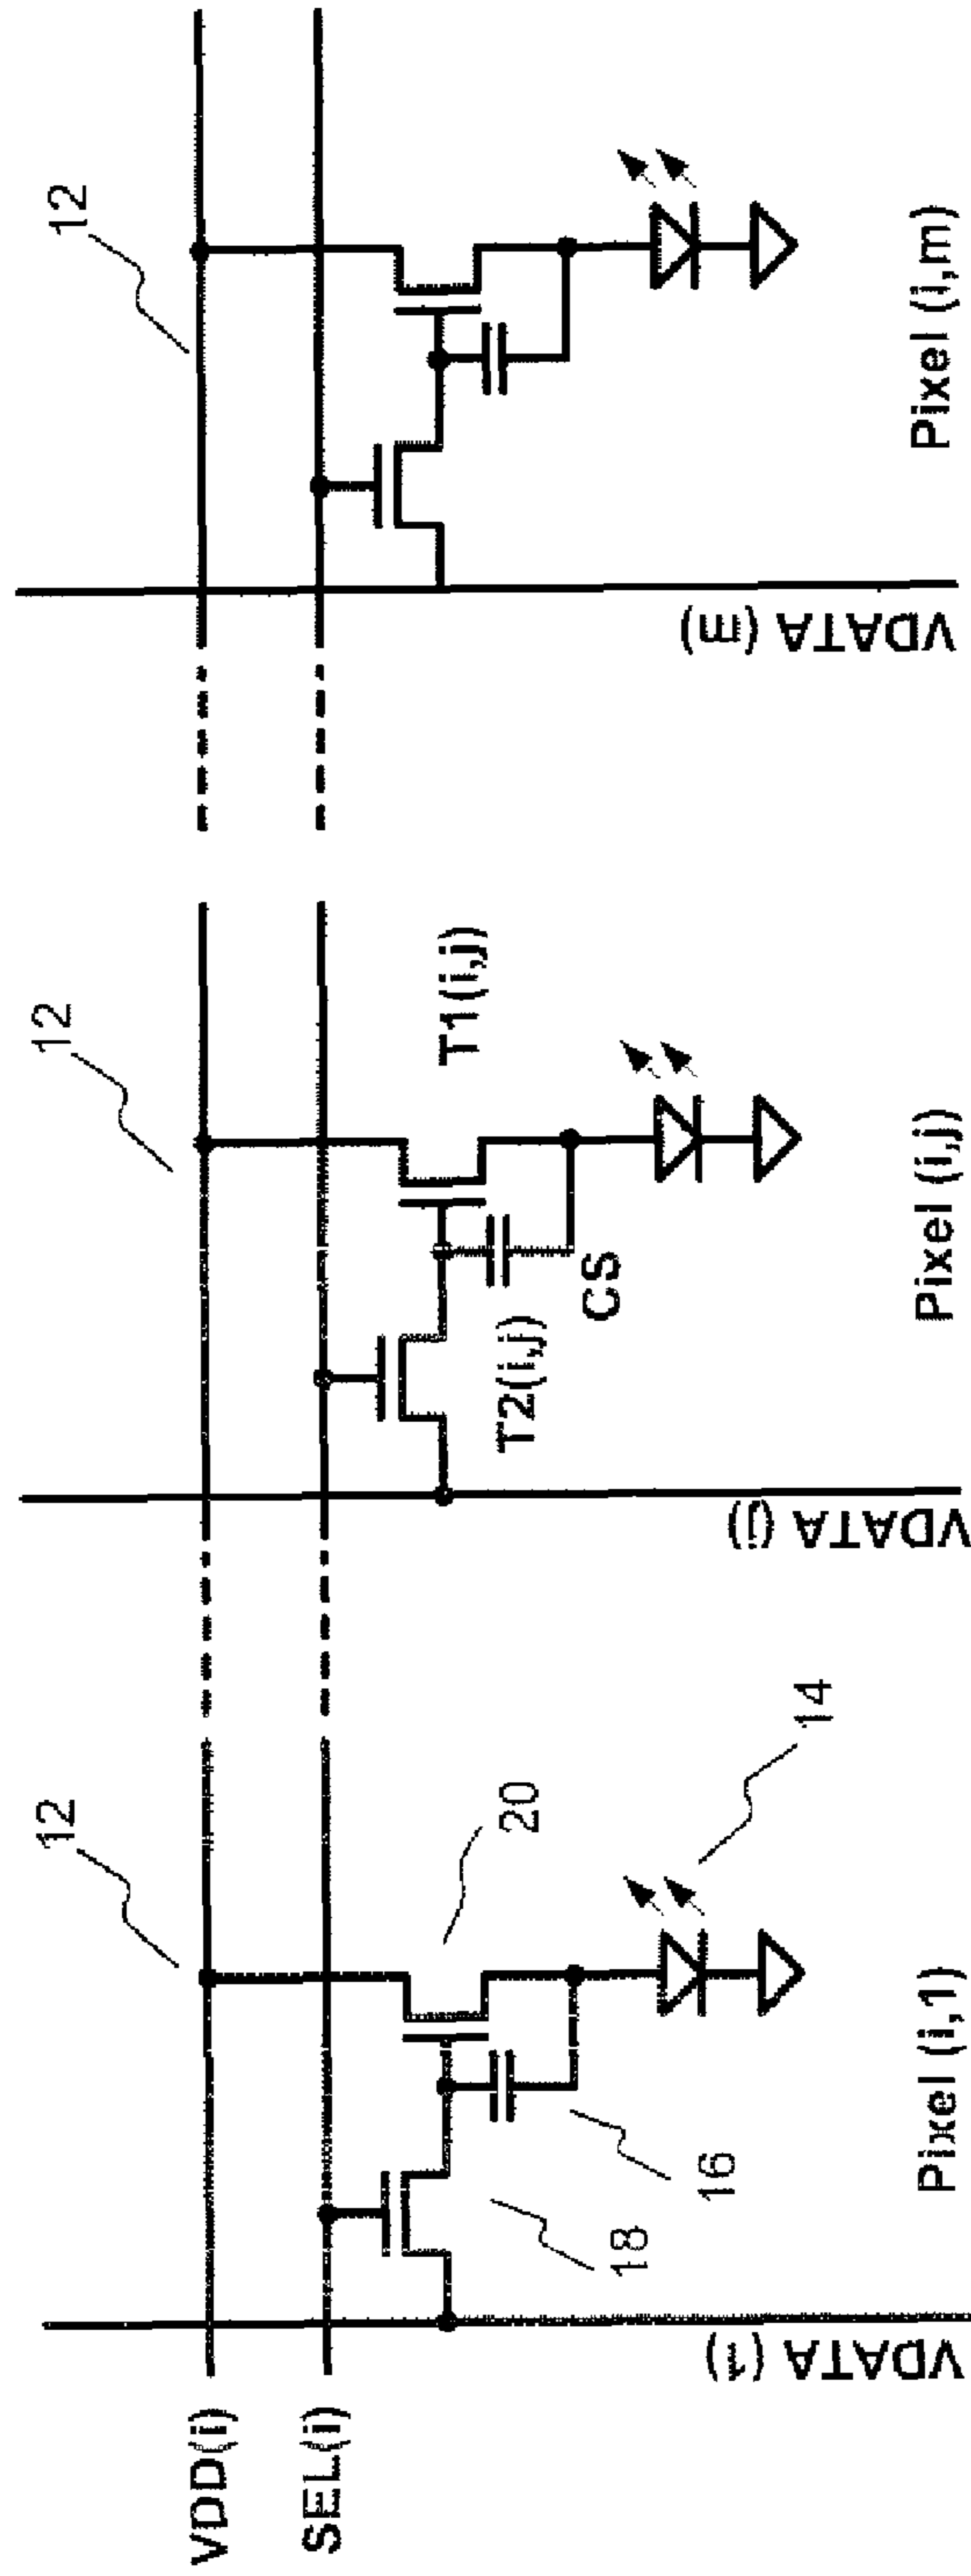 12
12
12
VDD(i)
SEL(i)
20
T1(i,j)
18
16
14
T2(i,j)
CS
VDATA (1)
VDATA (j)
VDATA (m)
Pixel (i,1)
Pixel (i,j)
Pixel (i,m)